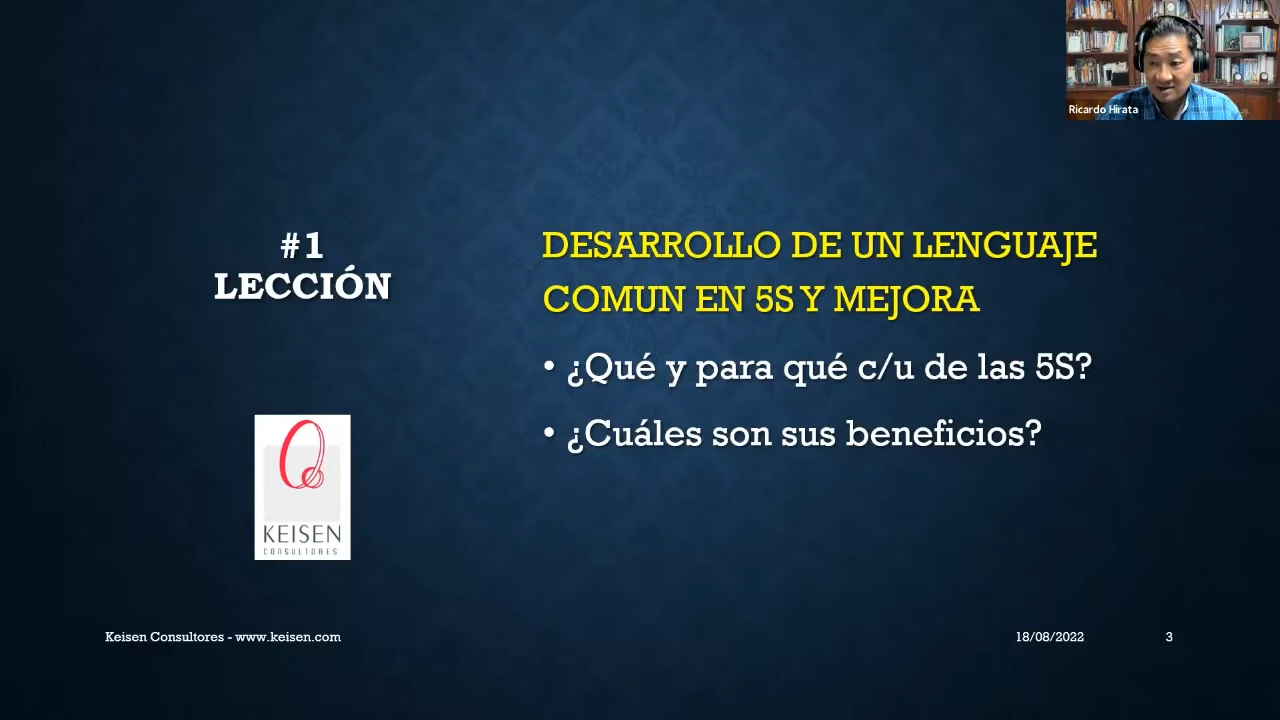 Ricardo Hirata
#1
LECCIÓN
DESARROLLO DE UN LENGUAJE
COMUN EN 5S Y MEJORA
• ¿Qué y para qué c/u de las 5S?
• ¿Cuáles son sus beneficios?
KEISEN
CONSULTORES
Keisen Consultores - www.keisen.com
18/08/2022
3